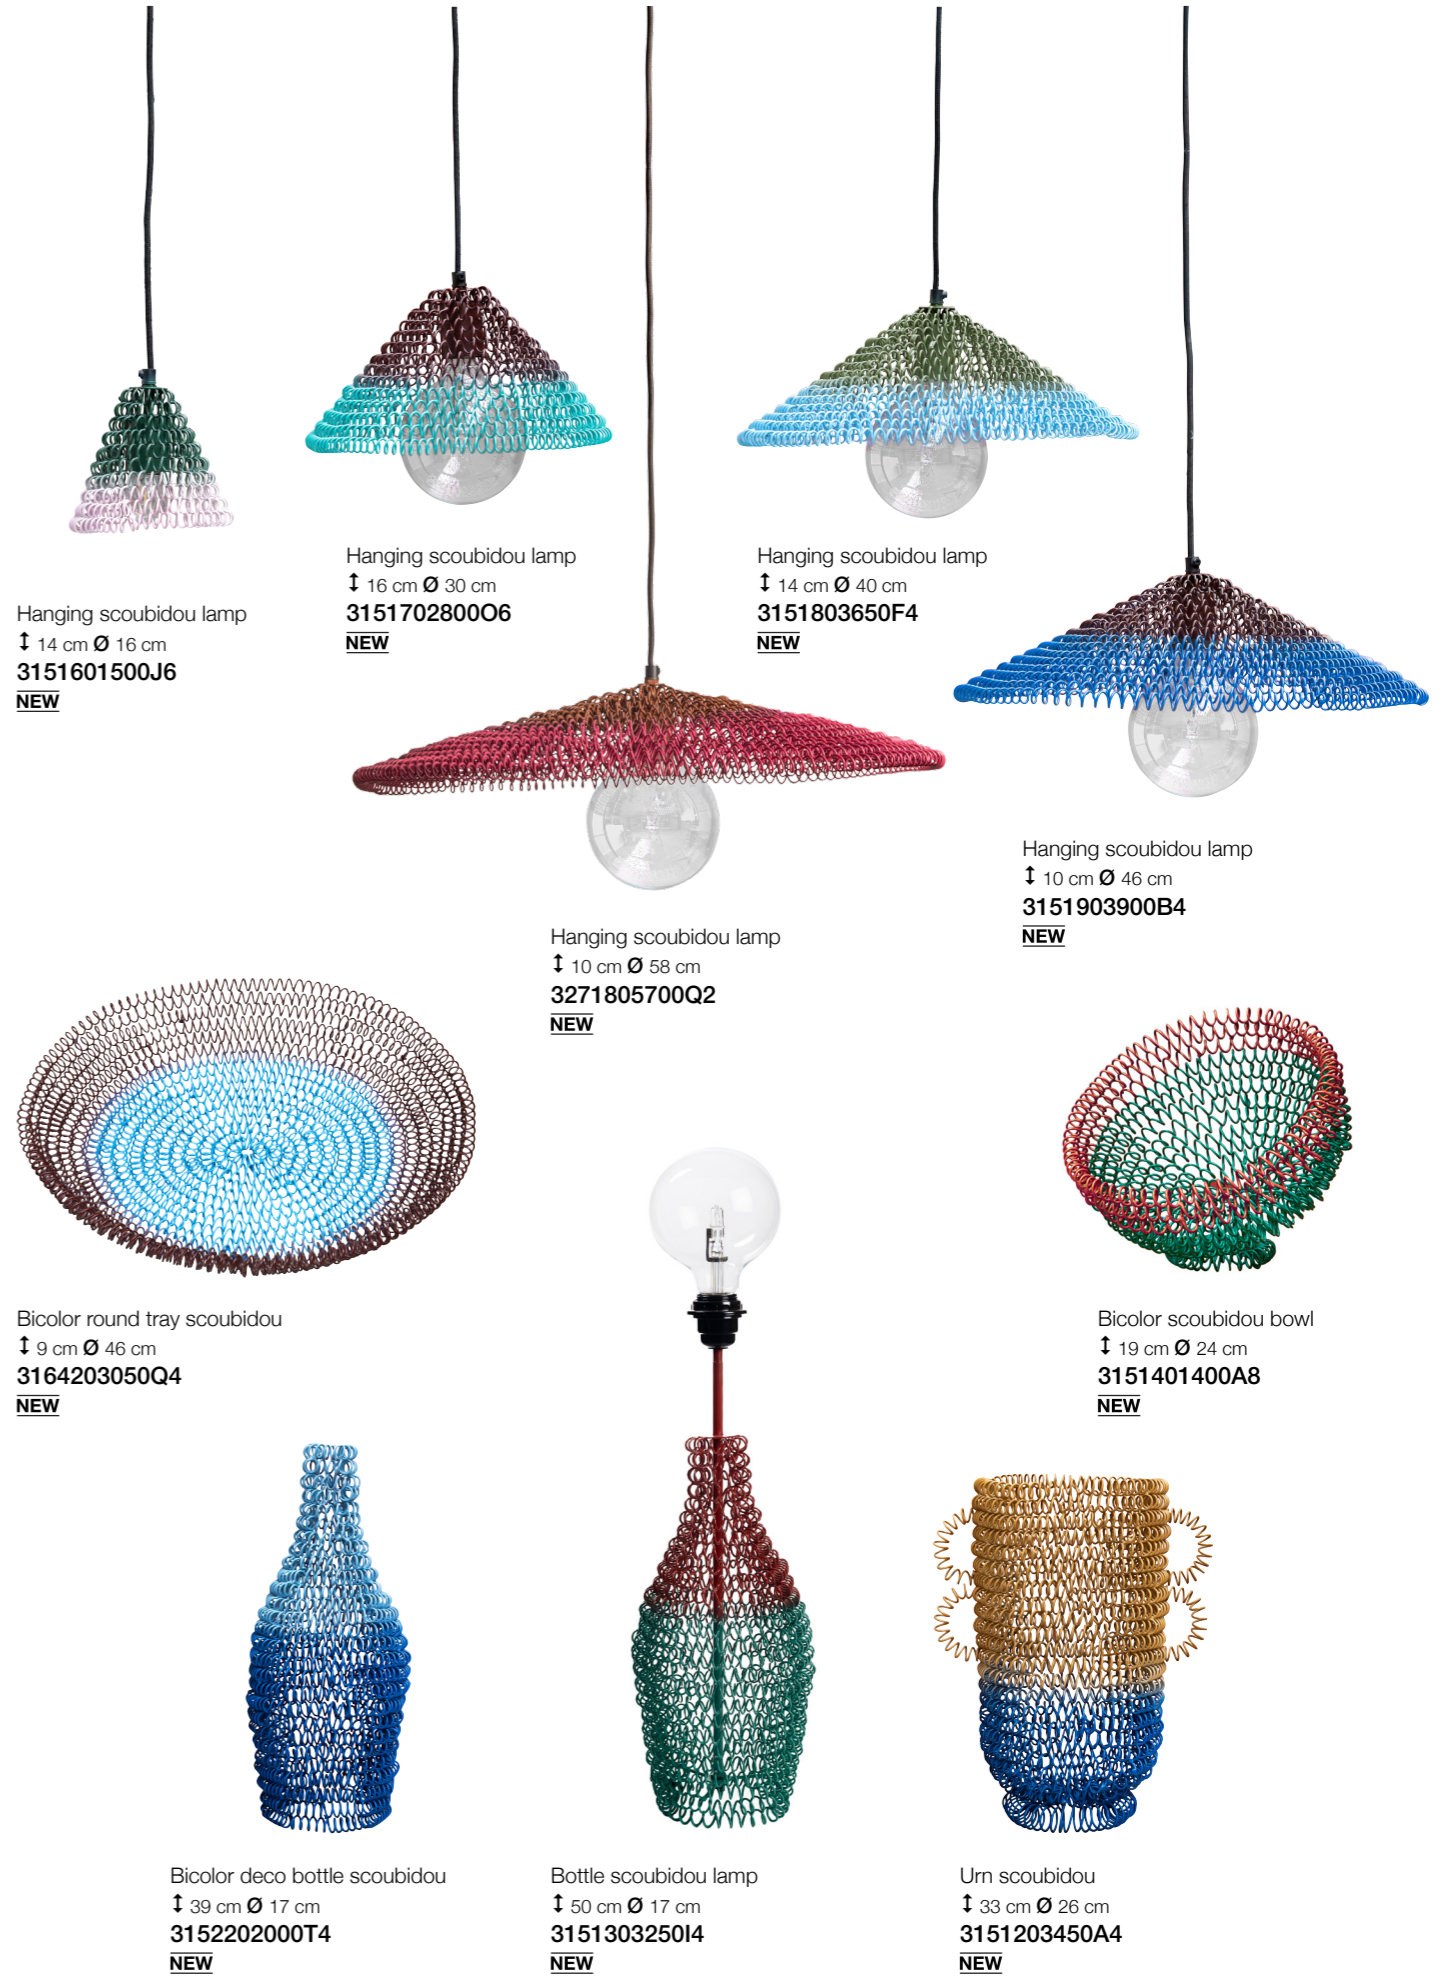 Hanging scoubidou lamp
↕ 14 cm Ø 16 cm
3151601500J6
NEW
Hanging scoubidou lamp
↕ 16 cm Ø 30 cm
3151702800O6
NEW
Hanging scoubidou lamp
↕ 14 cm Ø 40 cm
3151803650F4
NEW
Hanging scoubidou lamp
↕ 10 cm Ø 46 cm
3151903900B4
NEW
Hanging scoubidou lamp
↕ 10 cm Ø 58 cm
3271805700Q2
NEW
Bicolor round tray scoubidou
↕ 9 cm Ø 46 cm
3164203050Q4
NEW
Bicolor scoubidou bowl
↕ 19 cm Ø 24 cm
3151401400A8
NEW
Bicolor deco bottle scoubidou
↕ 39 cm Ø 17 cm
3152202000T4
NEW
Bottle scoubidou lamp
↕ 50 cm Ø 17 cm
3151303250I4
NEW
Urn scoubidou
↕ 33 cm Ø 26 cm
3151203450A4
NEW